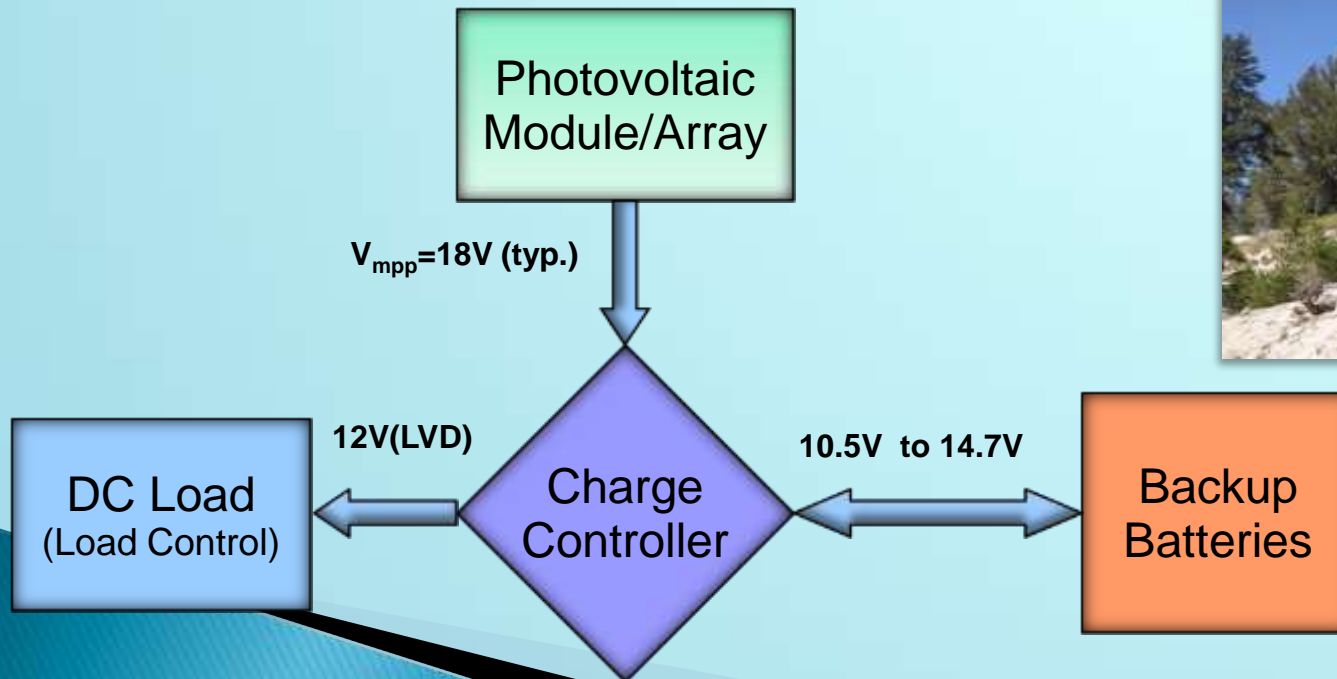 Photovoltaic
Module/Array
Vmpp=18V (typ.)
12V(LVD)
10.5V to 14.7V
DC Load
(Load Control)
Charge
Controller
Backup
Batteries